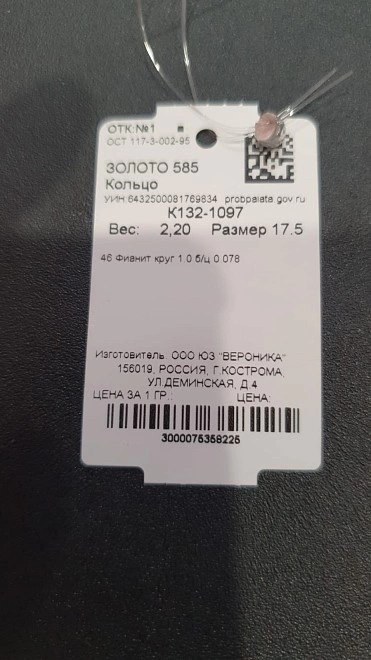 ОТК:№1
ОСТ 117-3-002-95
ЗОЛОТО 585
Кольцо
УИН:6432500081769834 probpalata.gov.ru
К132-1097
Вес: 2,20 Размер 17.5
46 Фианит круг 1.0 б/ц 0.078
Изготовитель: ООО ЮЗ "ВЕРОНИКА"
156019, РОССИЯ, Г.КОСТРОМА,
УЛ.ДЕМИНСКАЯ, Д.4
ЦЕНА ЗА 1 ГР.: ЦЕНА:
3000075358225